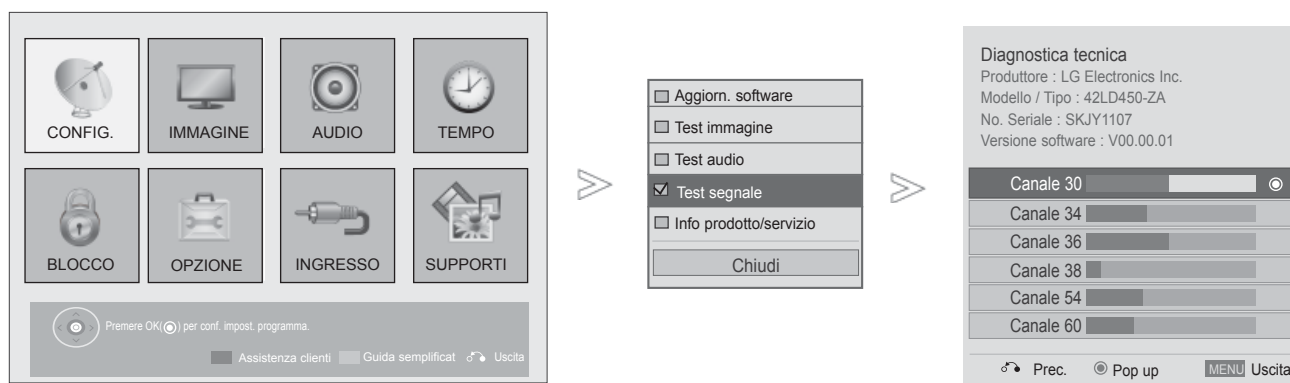 CONFIG.
IMMAGINE
AUDIO
TEMPO
BLOCCO
OPZIONE
INGRESSO
SUPPORTI
Premere OK(◉) per conf. impost. programma.
Assistenza clienti Guida semplificat Uscita
Aggiorn. software
Test immagine
Test audio
Test segnale
Info prodotto/servizio
Chiudi
Diagnostica tecnica
Produttore : LG Electronics Inc.
Modello / Tipo : 42LD450-ZA
No. Seriale : SKJY1107
Versione software : V00.00.01
Canale 30
Canale 34
Canale 36
Canale 38
Canale 54
Canale 60
Prec. ◉ Pop up MENU Uscita